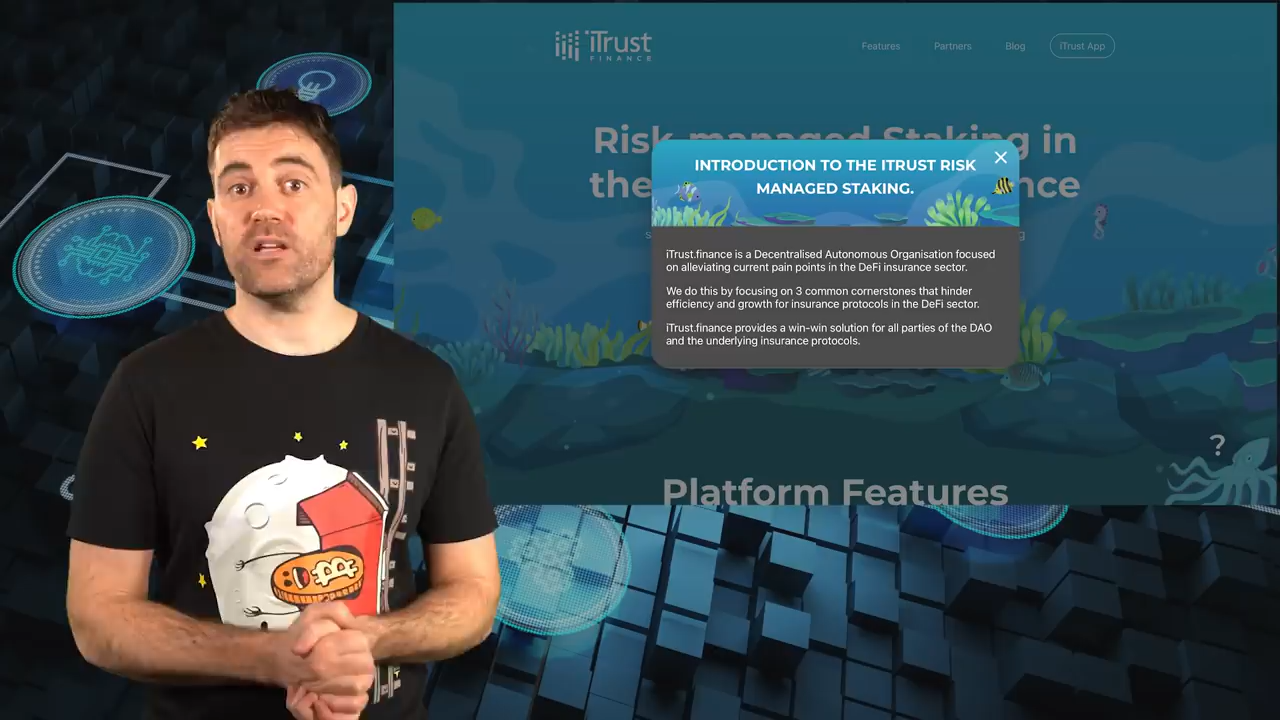 iTrust
FINANCE
Features
Partners
Blog
iTrust App
Risk-managed Staking in
the
INTRODUCTION TO THE ITRUST RISK
MANAGED STAKING.
iTrust.finance is a Decentralised Autonomous Organisation focused
on alleviating current pain points in the DeFi insurance sector.
We do this by focusing on 3 common cornerstones that hinder
efficiency and growth for insurance protocols in the DeFi sector.
iTrust.finance provides a win-win solution for all parties of the DAO
and the underlying insurance protocols.
?
Platform Features